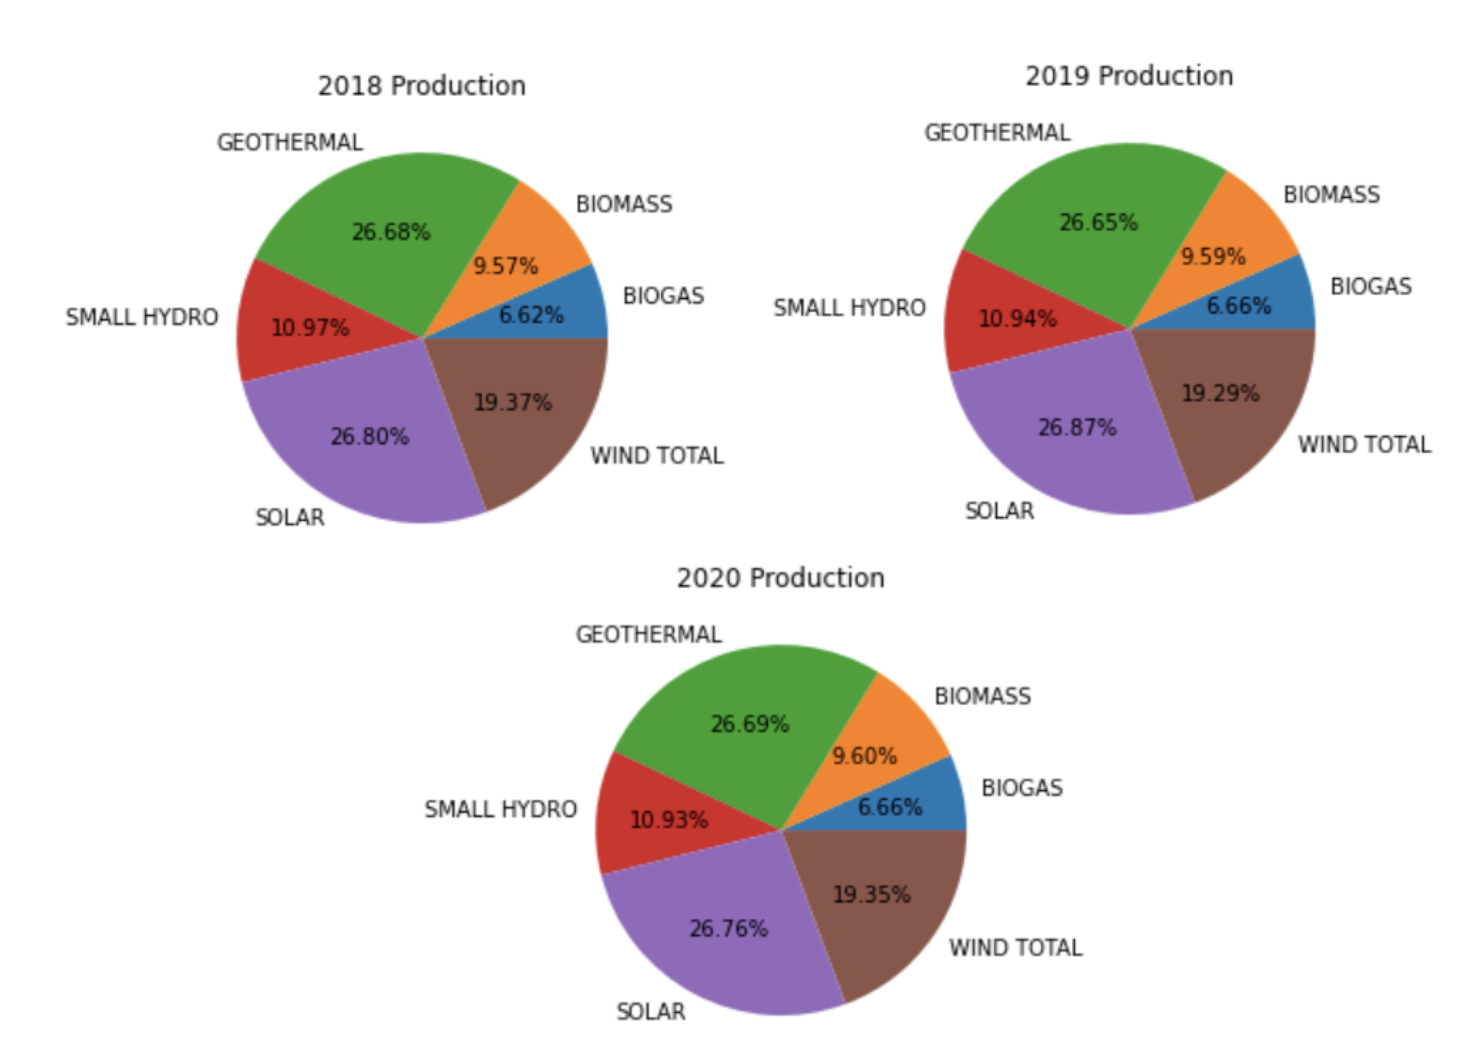 2018 Production
GEOTHERMAL
BIOMASS
26.68%
9.57%
BIOGAS
SMALL HYDRO
10.97%
6.62%
19.37%
26.80%
WIND TOTAL
SOLAR
2019 Production
GEOTHERMAL
BIOMASS
26.65%
9.59%
BIOGAS
SMALL HYDRO
10.94%
6.66%
19.29%
26.87%
WIND TOTAL
SOLAR
2020 Production
GEOTHERMAL
BIOMASS
26.69%
9.60%
BIOGAS
SMALL HYDRO
10.93%
6.66%
19.35%
26.76%
WIND TOTAL
SOLAR